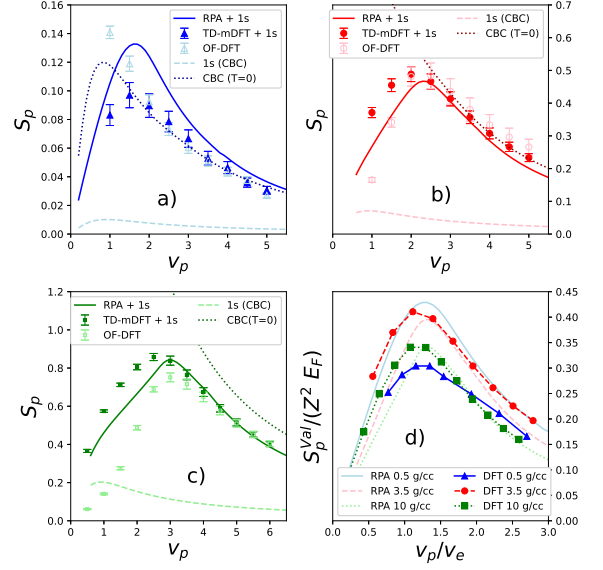 0.16
0.14
0.12
0.10
0.08
0.06
0.04
0.02
0.00
S_p
RPA + 1s
TD-mDFT + 1s
OF-DFT
1s (CBC)
CBC (T=0)
a)
0 1 2 3 4 5
v_p
RPA + 1s
TD-mDFT + 1s
OF-DFT
1s (CBC)
CBC (T=0)
b)
S_p
0.7
0.6
0.5
0.4
0.3
0.2
0.1
0.0
0 1 2 3 4 5
v_p
1.2
1.0
0.8
0.6
0.4
0.2
0.0
S_p
RPA + 1s
TD-mDFT + 1s
OF-DFT
1s (CBC)
CBC(T=0)
c)
0 1 2 3 4 5 6
v_p
S_p^Val/(Z² E_F)
d)
RPA 0.5 g/cc
RPA 3.5 g/cc
RPA 10 g/cc
DFT 0.5 g/cc
DFT 3.5 g/cc
DFT 10 g/cc
0.45
0.40
0.35
0.30
0.25
0.20
0.15
0.10
0.05
0.00
0.0 0.5 1.0 1.5 2.0 2.5 3.0
v_p/v_e